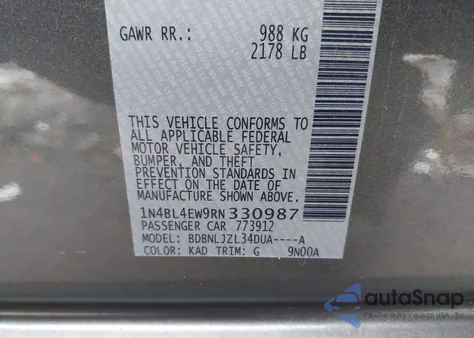 GAWR RR.: 988 KG
2178 LB
THIS VEHICLE CONFORMS TO
ALL APPLICABLE FEDERAL
MOTOR VEHICLE SAFETY,
BUMPER, AND THEFT
PREVENTION STANDARDS
IN EFFECT ON THE DATE OF
MANUFACTURE SHOWN ABOVE.
1N4BL4EW9RN330987
PASSENGER CAR 773912
MODEL: BDBNLJZL34DUA----A
COLOR: KAD TRIM: G 9N00A
autoSnap